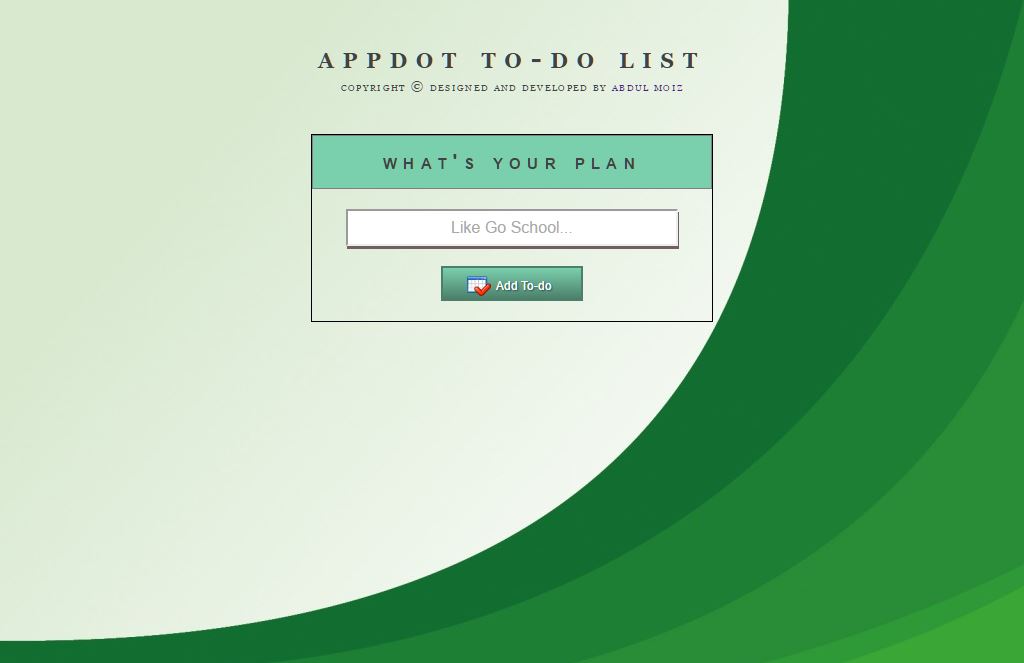 APPDOT TO-DO LIST
COPYRIGHT © DESIGNED AND DEVELOPED BY ABDUL MOIZ
WHAT'S YOUR PLAN
Like Go School...
Add To-do